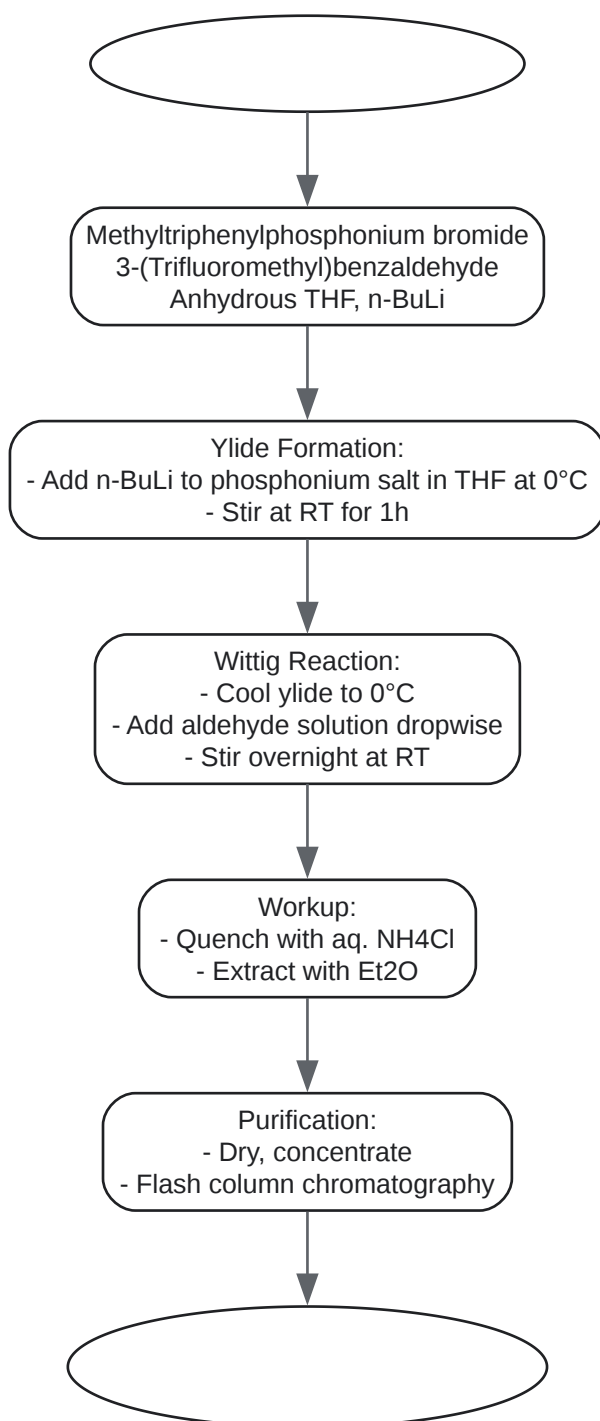 Methyltriphenylphosphonium bromide
3-(Trifluoromethyl)benzaldehyde
Anhydrous THF, n-BuLi
Ylide Formation:
- Add n-BuLi to phosphonium salt in THF at 0°C
- Stir at RT for 1h
Wittig Reaction:
- Cool ylide to 0°C
- Add aldehyde solution dropwise
- Stir overnight at RT
Workup:
- Quench with aq. NH4Cl
- Extract with Et2O
Purification:
- Dry, concentrate
- Flash column chromatography